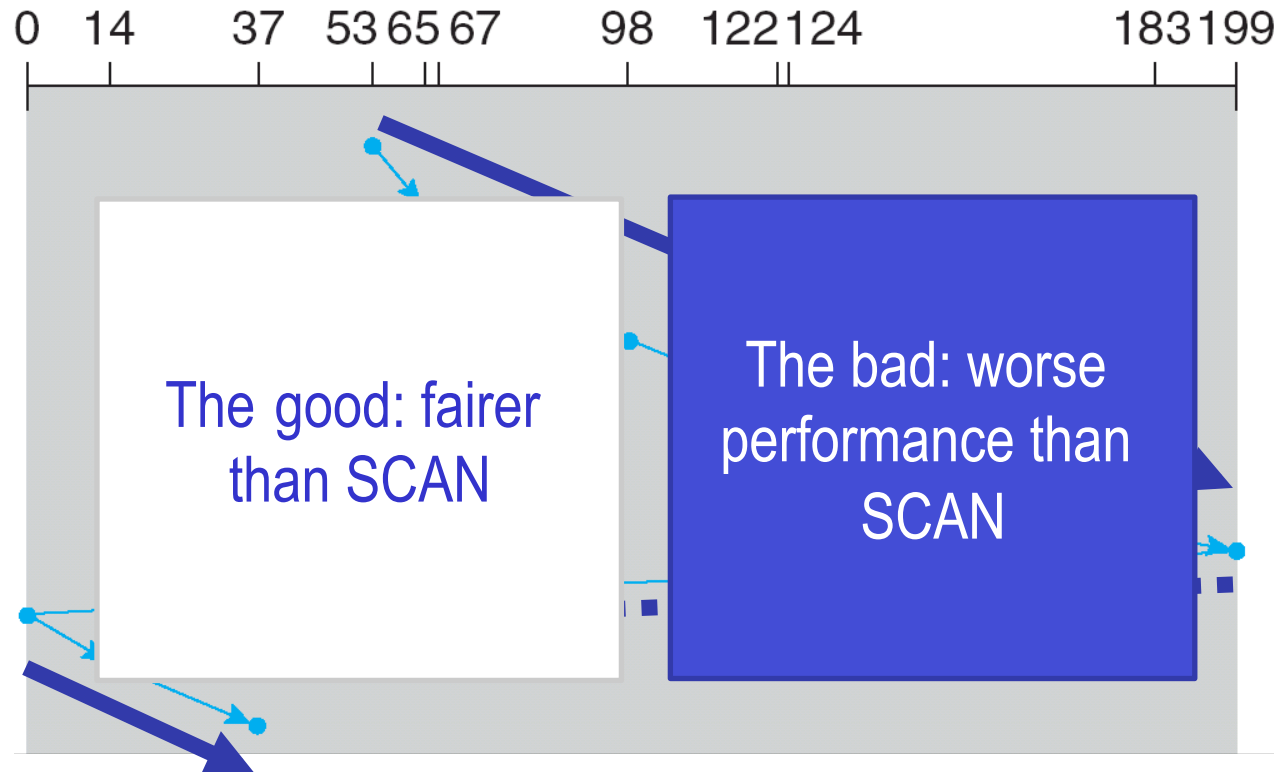 0 14 37 53 65 67 98 122 124 183 199
The good: fairer
than SCAN
The bad: worse
performance than
SCAN